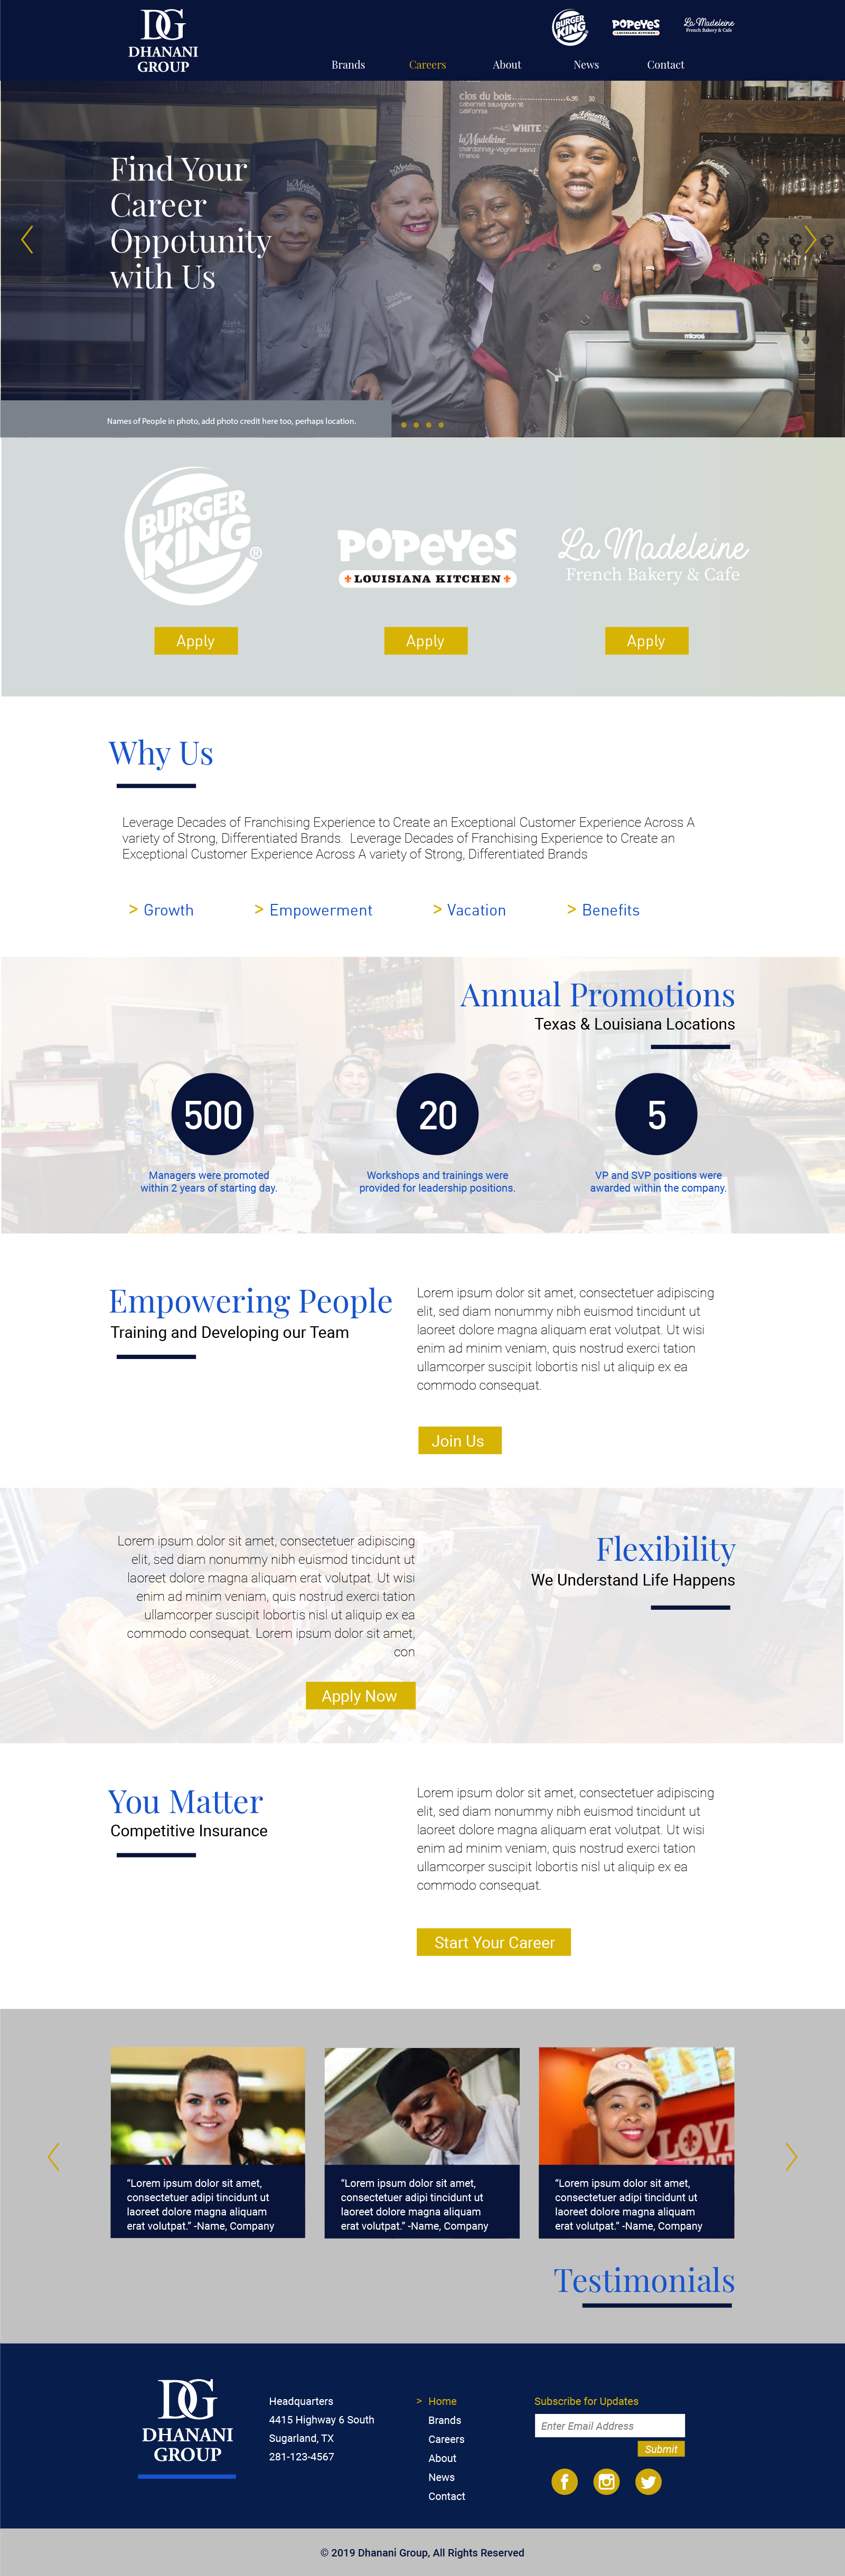 DG
DHANANI
GROUP
BURGER
KING
POPEYES
LOUISIANA KITCHEN
La Madeleine
French Bakery & Cafe
Brands
Careers
About
News
Contact
clos du bois
6.95
cabernet sauvignon
WHITE
la Madeleine
chardonnay-viognier blend
france
la Madeleine
micros
Find Your
Career
Oppotunity
with Us
Names of People in photo, add photo credit here too, perhaps location.
BURGER
KING
®
POPEYES
LOUISIANA KITCHEN
La Madeleine
French Bakery & Cafe
Apply
Apply
Apply
Why Us
Leverage Decades of Franchising Experience to Create an Exceptional Customer Experience Across A
variety of Strong, Differentiated Brands.  Leverage Decades of Franchising Experience to Create an
Exceptional Customer Experience Across A variety of Strong, Differentiated Brands
> Growth
> Empowerment
> Vacation
> Benefits
Annual Promotions
Texas & Louisiana Locations
500
Managers were promoted
within 2 years of starting day.
20
Workshops and trainings were
provided for leadership positions.
5
VP and SVP positions were
awarded within the company.
Empowering People
Training and Developing our Team
Lorem ipsum dolor sit amet, consectetuer adipiscing
elit, sed diam nonummy nibh euismod tincidunt ut
laoreet dolore magna aliquam erat volutpat. Ut wisi
enim ad minim veniam, quis nostrud exerci tation
ullamcorper suscipit lobortis nisl ut aliquip ex ea
commodo consequat.
Join Us
Lorem ipsum dolor sit amet, consectetuer adipiscing
elit, sed diam nonummy nibh euismod tincidunt ut
laoreet dolore magna aliquam erat volutpat. Ut wisi
enim ad minim veniam, quis nostrud exerci tation
ullamcorper suscipit lobortis nisl ut aliquip ex ea
commodo consequat. Lorem ipsum dolor sit amet,
con
Apply Now
Flexibility
We Understand Life Happens
You Matter
Competitive Insurance
Lorem ipsum dolor sit amet, consectetuer adipiscing
elit, sed diam nonummy nibh euismod tincidunt ut
laoreet dolore magna aliquam erat volutpat. Ut wisi
enim ad minim veniam, quis nostrud exerci tation
ullamcorper suscipit lobortis nisl ut aliquip ex ea
commodo consequat.
Start Your Career
“Lorem ipsum dolor sit amet,
consectetuer adipi tincidunt ut
laoreet dolore magna aliquam
erat volutpat.” -Name, Company
“Lorem ipsum dolor sit amet,
consectetuer adipi tincidunt ut
laoreet dolore magna aliquam
erat volutpat.” -Name, Company
LOVE
“Lorem ipsum dolor sit amet,
consectetuer adipi tincidunt ut
laoreet dolore magna aliquam
erat volutpat.” -Name, Company
Testimonials
DG
DHANANI
GROUP
Headquarters
4415 Highway 6 South
Sugarland, TX
281-123-4567
> Home
Brands
Careers
About
News
Contact
Subscribe for Updates
Enter Email Address
Submit
© 2019 Dhanani Group, All Rights Reserved